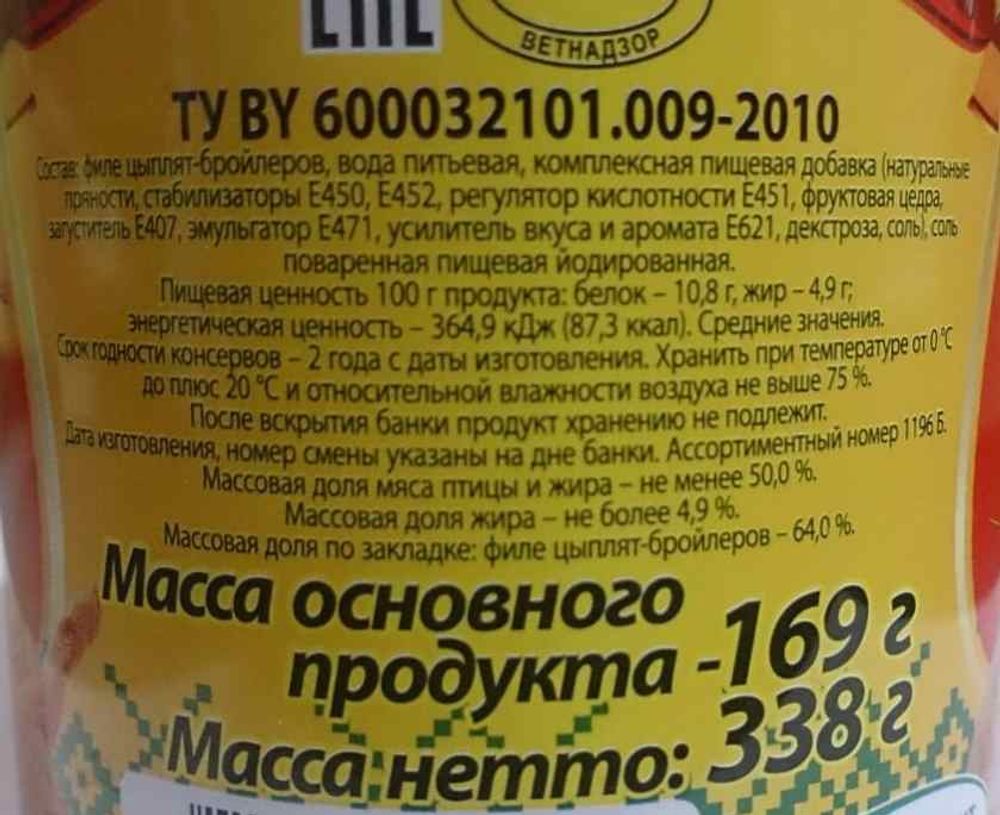 ЕАС
ВЕТНАДЗОР
ТУ BY 600032101.009-2010
Состав: филе цыплят-бройлеров, вода питьевая, комплексная пищевая добавка (натуральные
пряности, стабилизаторы Е450, Е452, регулятор кислотности Е451, фруктовая цедра,
загуститель Е407, эмульгатор Е471, усилитель вкуса и аромата Е621, декстроза, соль), соль
поваренная пищевая йодированная.
Пищевая ценность 100 г продукта: белок – 10,8 г, жир – 4,9 г;
энергетическая ценность – 364,9 кДж (87,3 ккал). Средние значения.
Срок годности консервов – 2 года с даты изготовления. Хранить при температуре от 0 °С
до плюс 20 °С и относительной влажности воздуха не выше 75 %.
После вскрытия банки продукт хранению не подлежит.
Дата изготовления, номер смены указаны на дне банки. Ассортиментный номер 1196 Б.
Массовая доля мяса птицы и жира – не менее 50,0 %.
Массовая доля жира – не более 4,9 %.
Массовая доля по закладке: филе цыплят-бройлеров – 64,0 %.
Масса основного
продукта -169 г
Масса нетто: 338 г